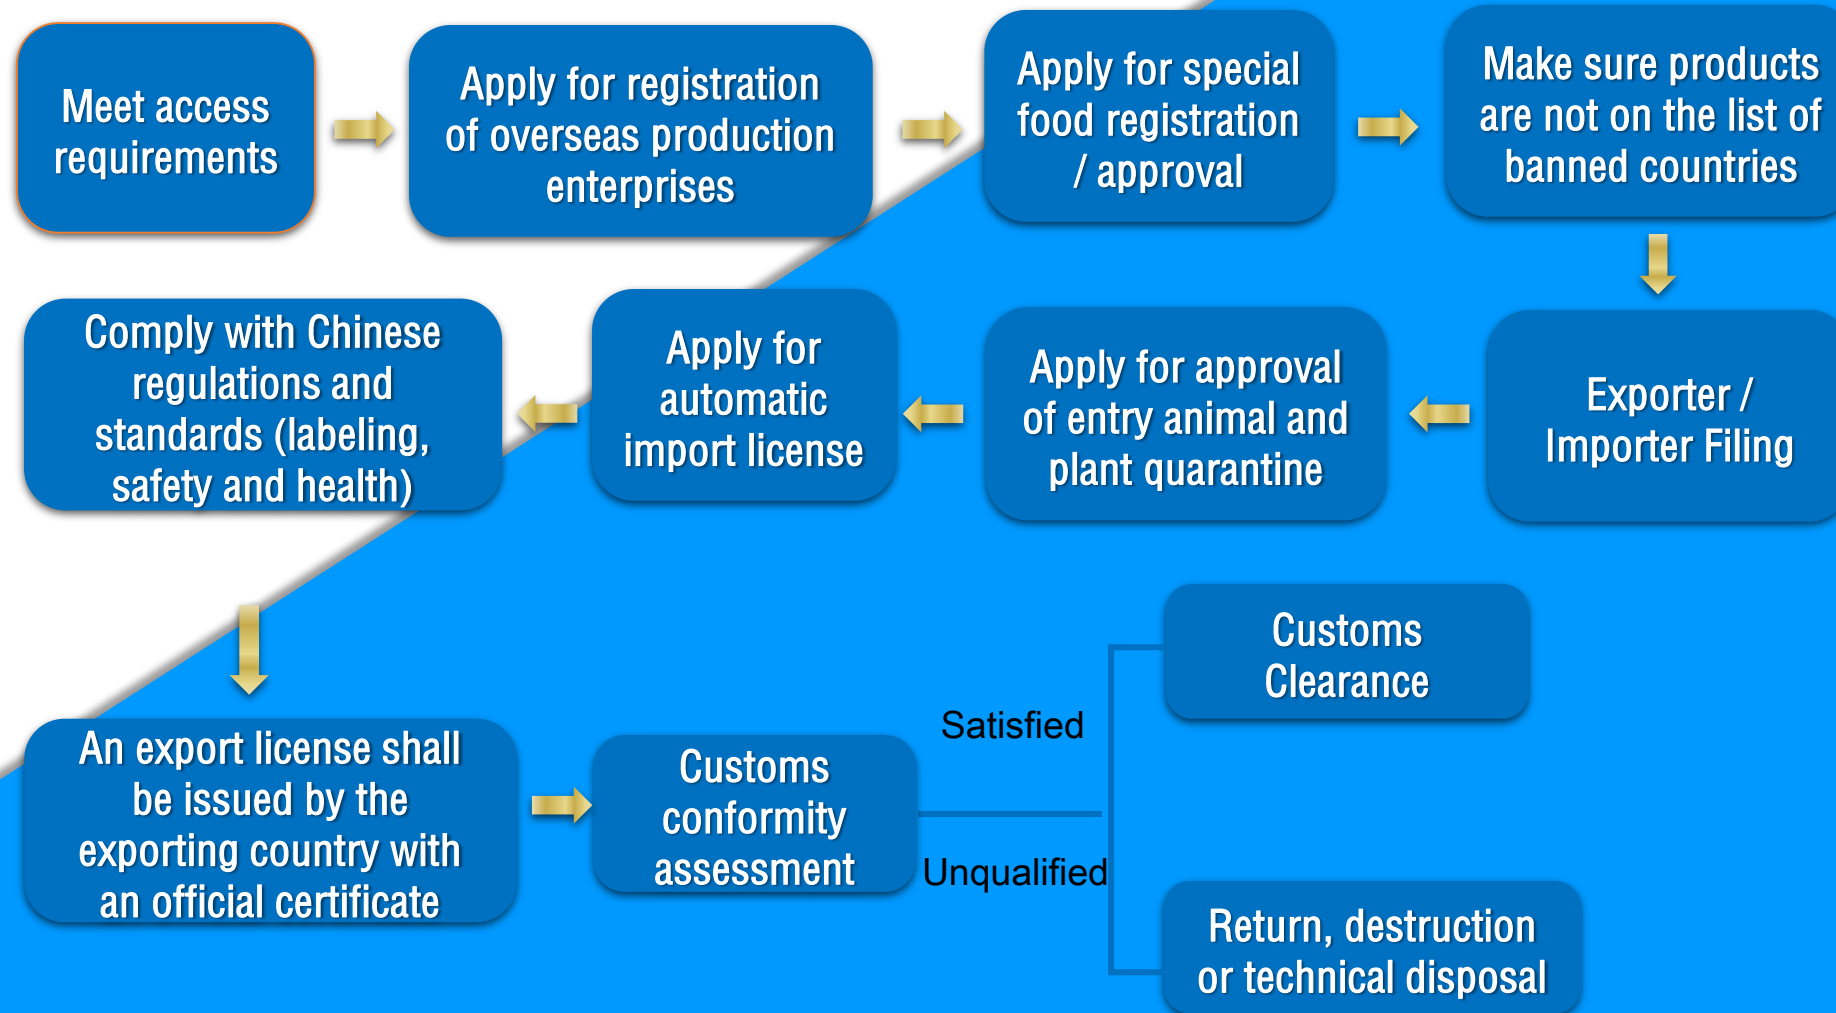 Meet access
requirements
Apply for registration
of overseas production
enterprises
Apply for special
food registration
/ approval
Make sure products
are not on the list of
banned countries
Exporter /
Importer Filing
Apply for approval
of entry animal and
plant quarantine
Apply for
automatic
import license
Comply with Chinese
regulations and
standards (labeling,
safety and health)
An export license shall
be issued by the
exporting country with
an official certificate
Customs
conformity
assessment
Satisfied
Unqualified
Customs
Clearance
Return, destruction
or technical disposal